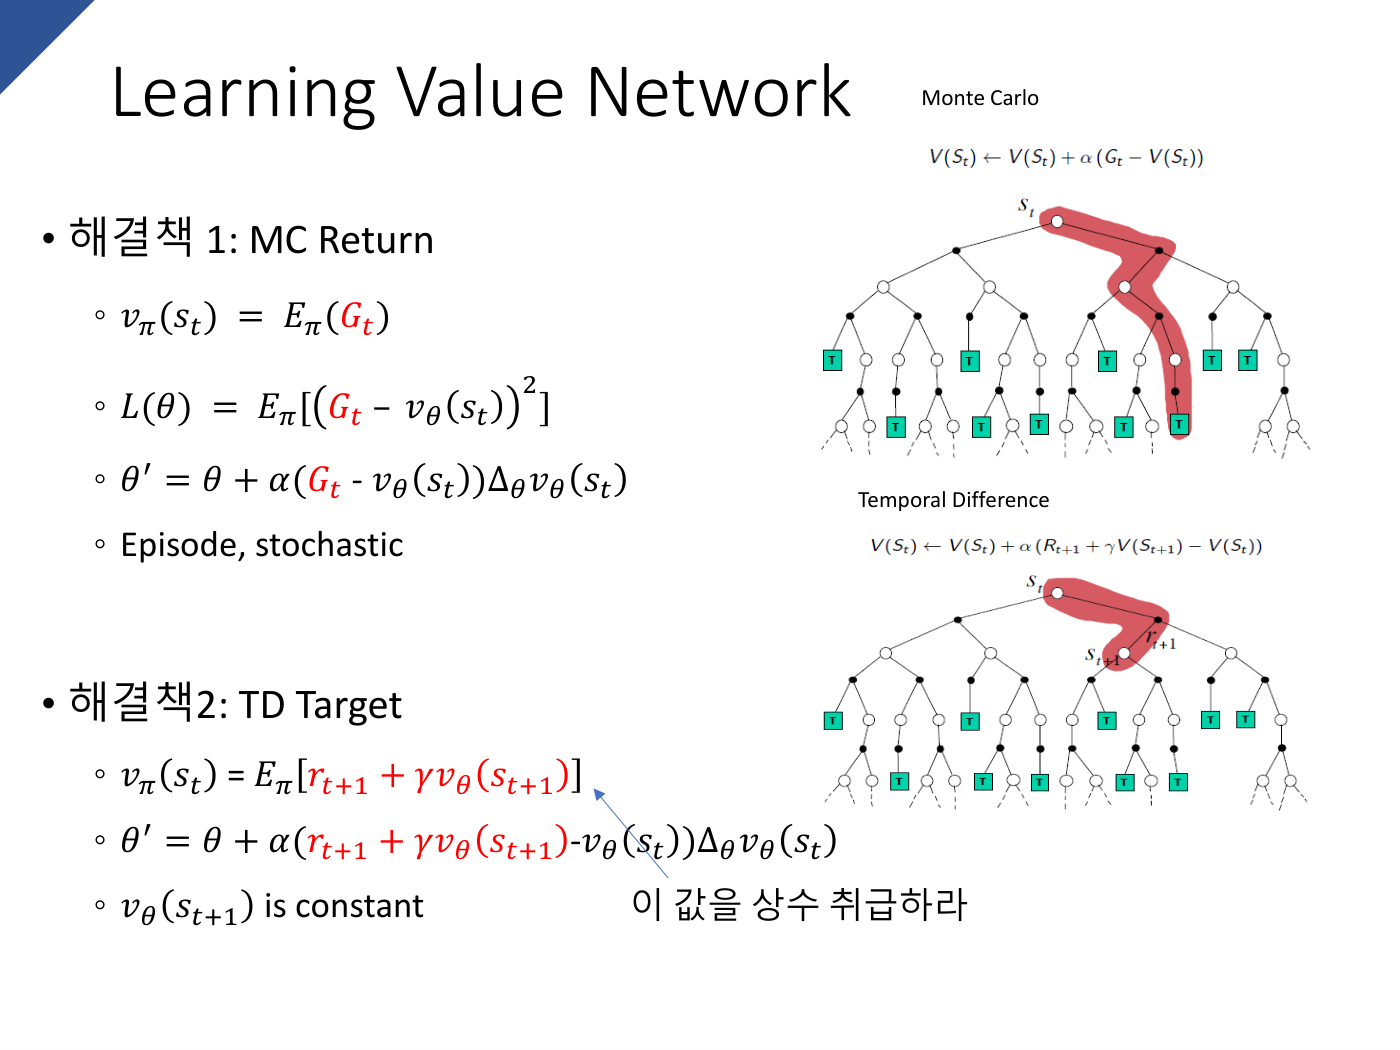 Learning Value Network
• 해결책 1: MC Return
◦ 𝑣_π(s_t) = E_π(G_t)
◦ L(θ) = E_π[(G_t – v_θ(s_t))²]
◦ θ′ = θ + α(G_t - v_θ(s_t))Δ_θv_θ(s_t)
◦ Episode, stochastic
• 해결책2: TD Target
◦ v_π(s_t) = E_π[r_{t+1} + γv_θ(s_{t+1})]
◦ θ′ = θ + α(r_{t+1} + γv_θ(s_{t+1})-v_θ(s_t))Δ_θv_θ(s_t)
◦ v_θ(s_{t+1}) is constant
이 값을 상수 취급하라
Monte Carlo
V(S_t) ← V(S_t) + α (G_t − V(S_t))
s_t
T T T T T
T T T T T
Temporal Difference
V(S_t) ← V(S_t) + α (R_{t+1} + γV(S_{t+1}) − V(S_t))
s_t
r_{t+1}
s_{t+1}
T T T T T
T T T T T